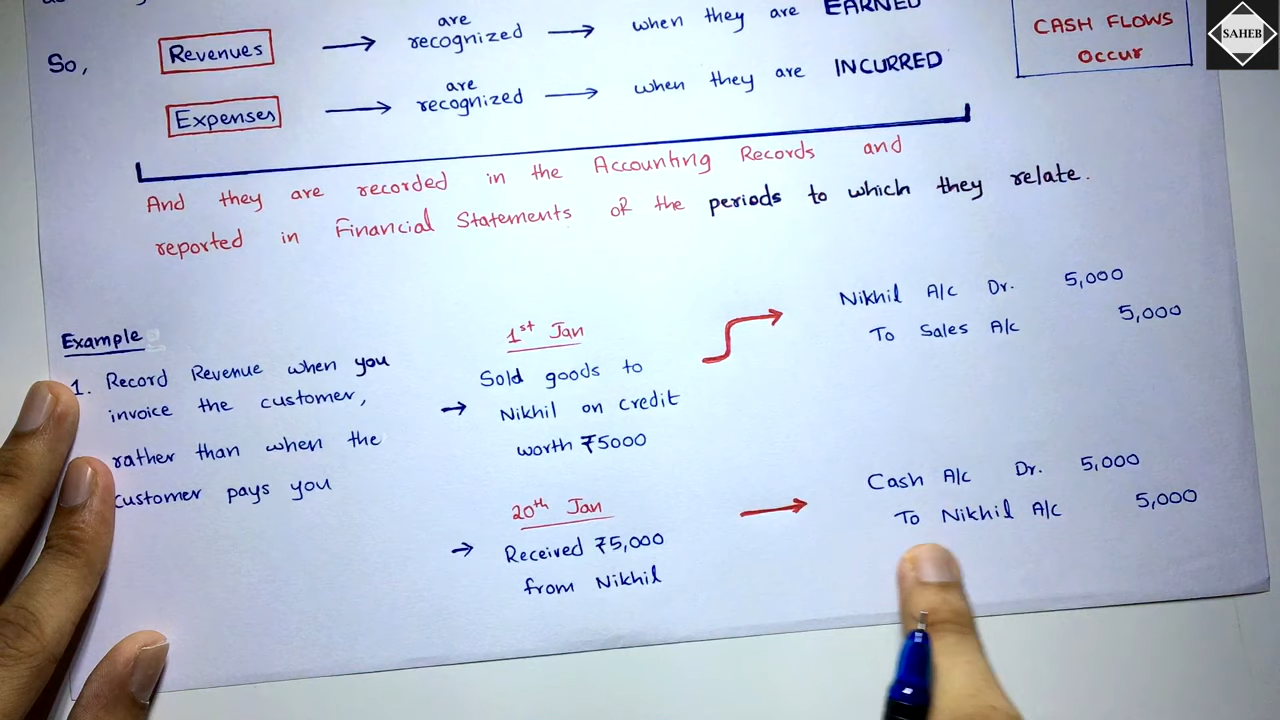 So, Revenues → are recognized → when they are EARNED
Expenses → are recognized → when they are INCURRED
CASH FLOWS
OCCUR
SAHEB
And they are recorded in the Accounting Records and
reported in Financial Statements of the periods to which they relate.
Example
1. Record Revenue when you
invoice the customer,
rather than when the
customer pays you
1st Jan
→ Sold goods to
Nikhil on credit
worth ₹5000
Nikhil A/c Dr. 5,000
To Sales A/c 5,000
20th Jan
→ Received ₹5,000
from Nikhil
Cash A/c Dr. 5,000
To Nikhil A/c 5,000